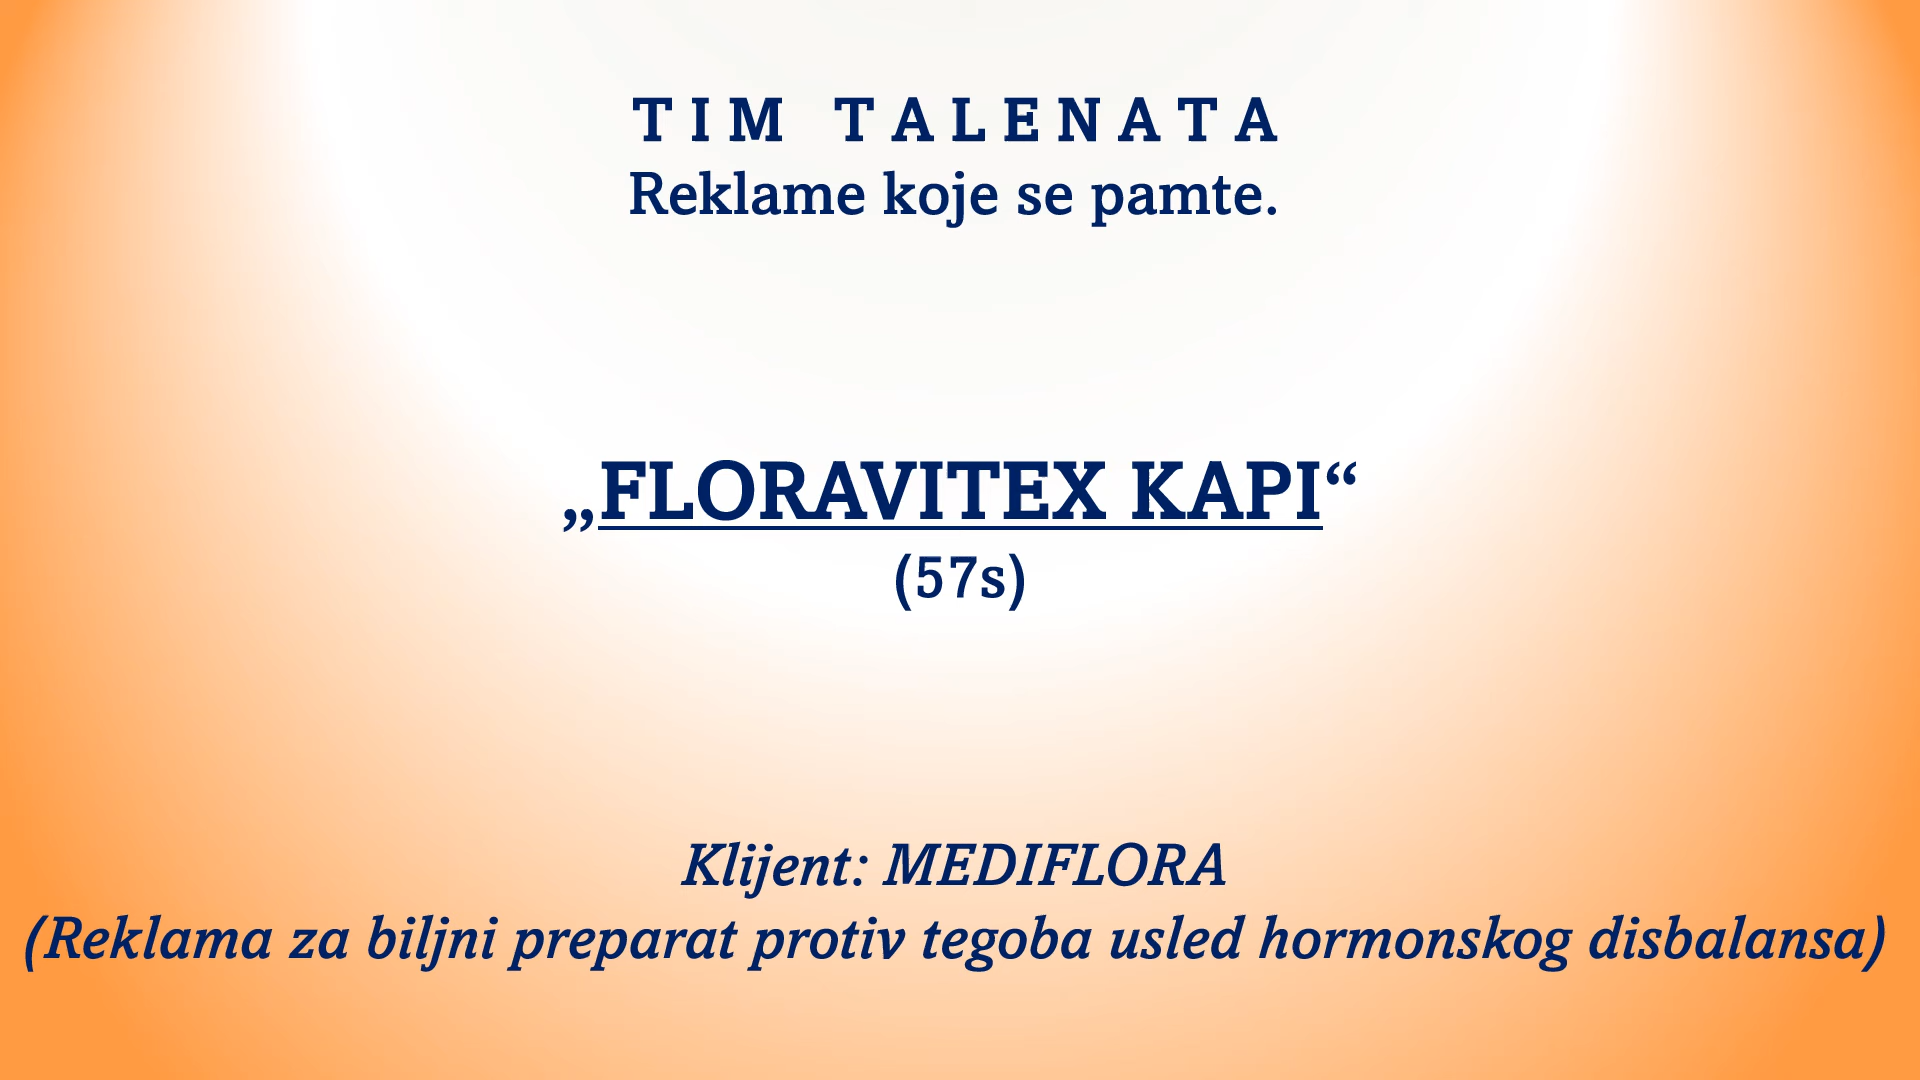 TIM TALENATA
Reklame koje se pamte.
„FLORAVITEX KAPI“
(57s)
Klijent: MEDIFLORA
(Reklama za biljni preparat protiv tegoba usled hormonskog disbalansa)